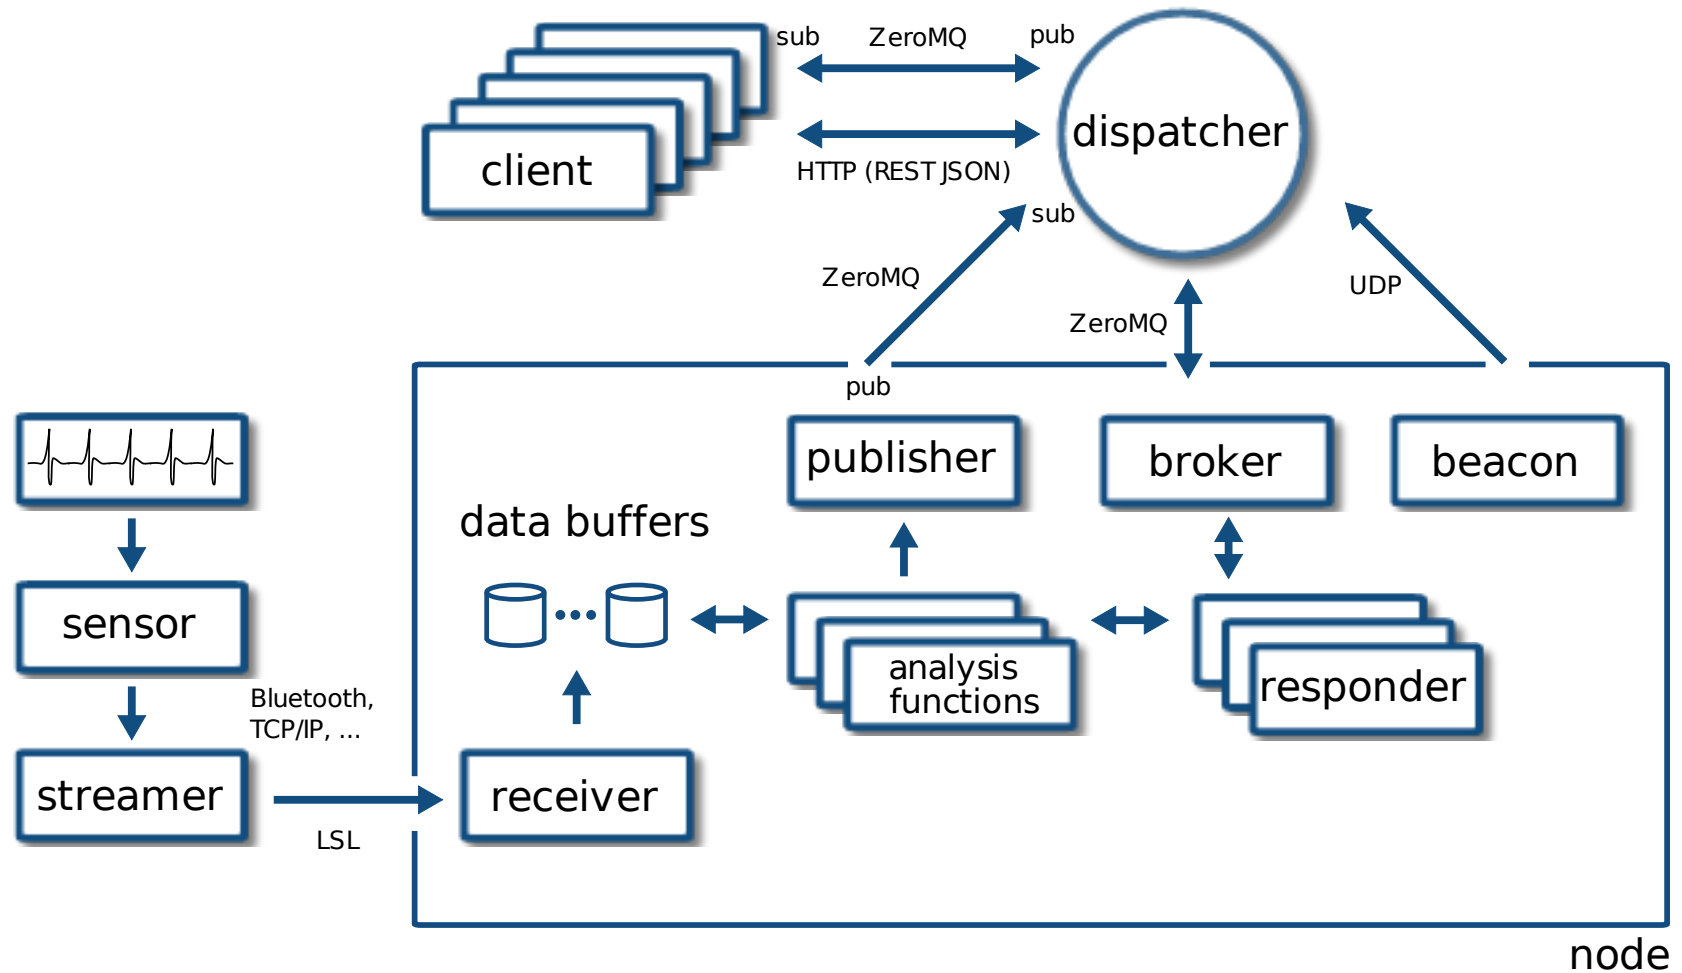 sub ZeroMQ pub
dispatcher
client
HTTP (REST JSON)
sub
ZeroMQ
UDP
ZeroMQ
pub
publisher
broker
beacon
data buffers
sensor
analysis
functions
responder
Bluetooth,
TCP/IP, ...
streamer
receiver
LSL
node